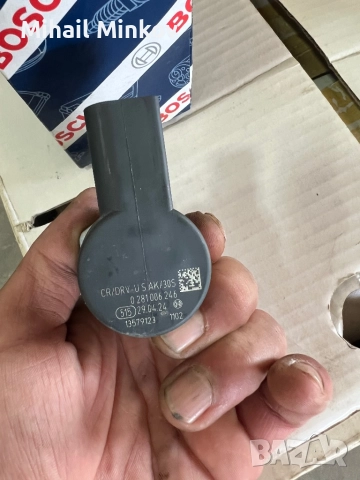 Mihail Mink
BOSCH
BOSCH
BOSCH
CR/DRV-U S AK/30S
0 281 006 246
515 29.04.24
13579123 1102
BAZAR